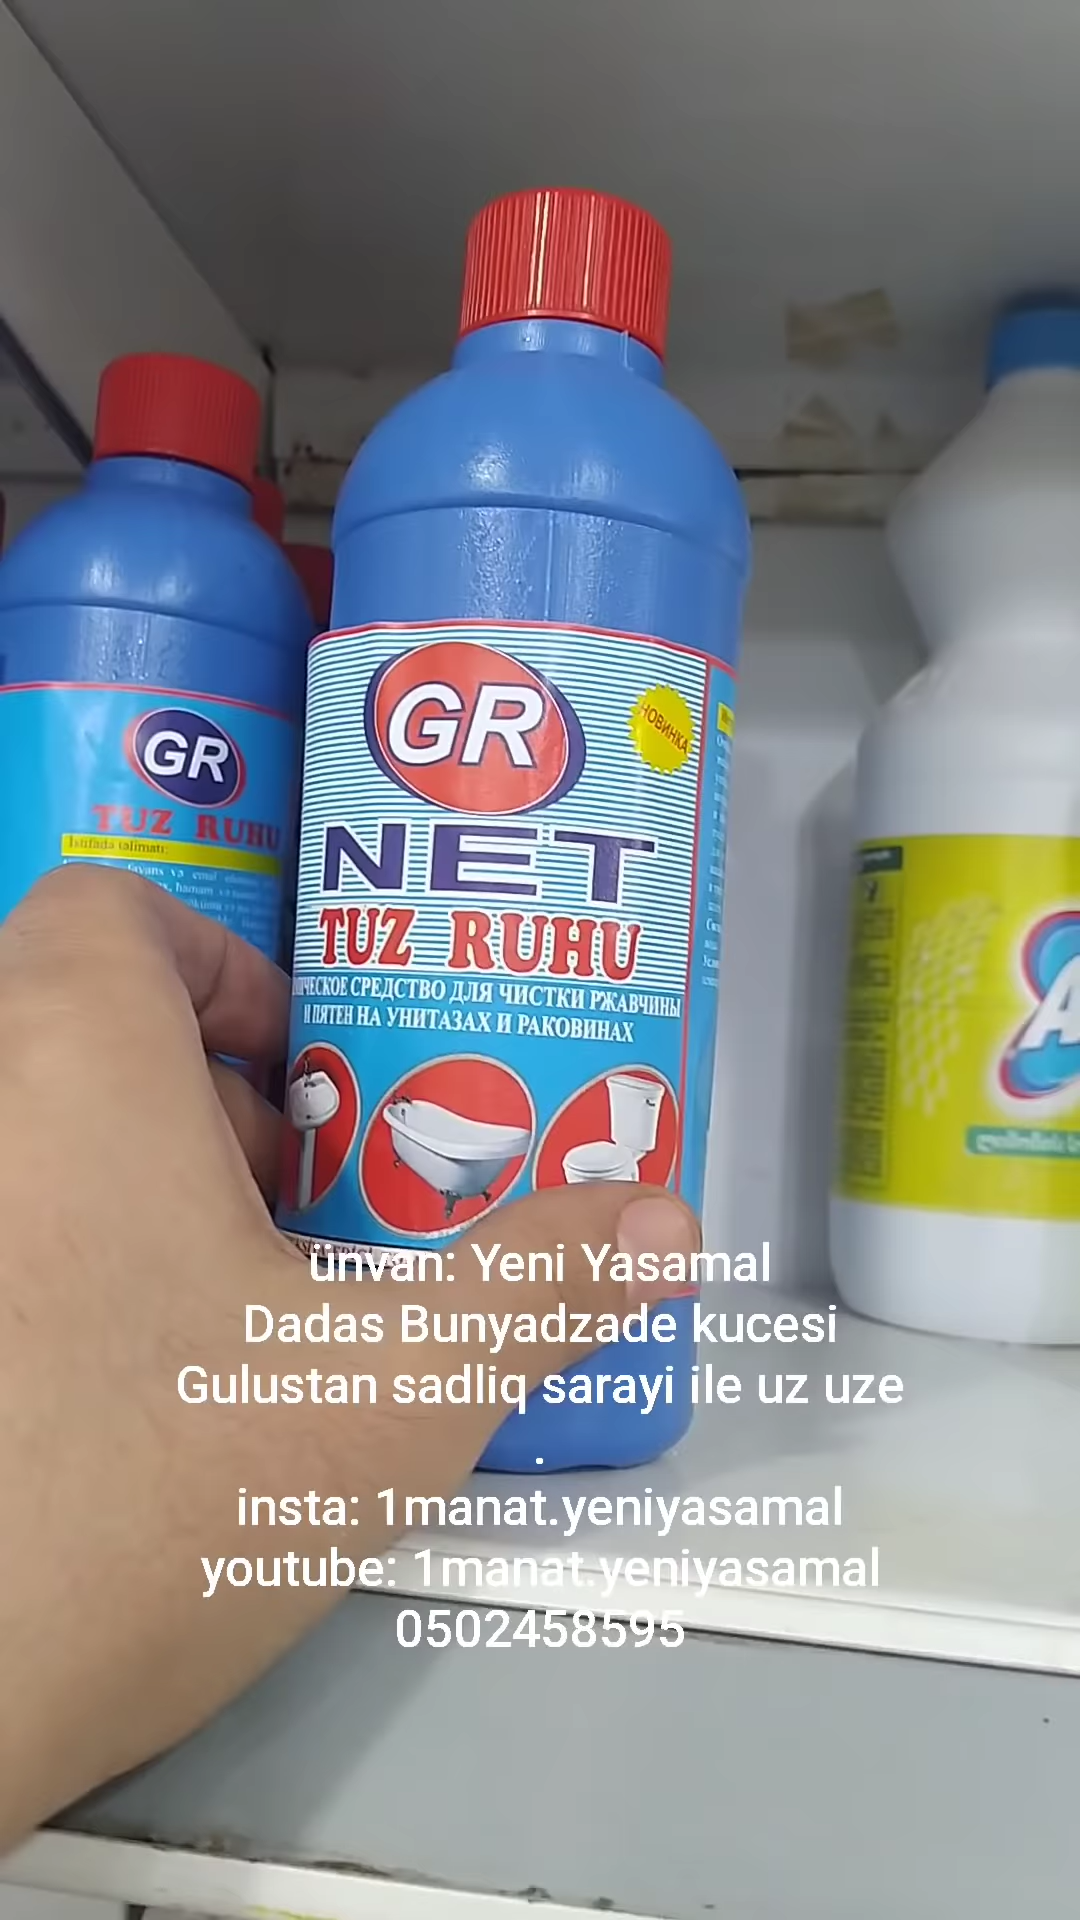 GR
НОВИНКА
NET
TUZ RUHU
СРЕДСТВО ДЛЯ ЧИСТКИ РЖАВЧИНЫ
И ПЯТЕН НА УНИТАЗАХ И РАКОВИНАХ
GR
TUZ RUHU
İstifadə təlimatı:
ünvan: Yeni Yasamal
Dadas Bunyadzade kucesi
Gulustan sadliq sarayi ile uz uze
.
insta: 1manat.yeniyasamal
youtube: 1manat.yeniyasamal
0502458595